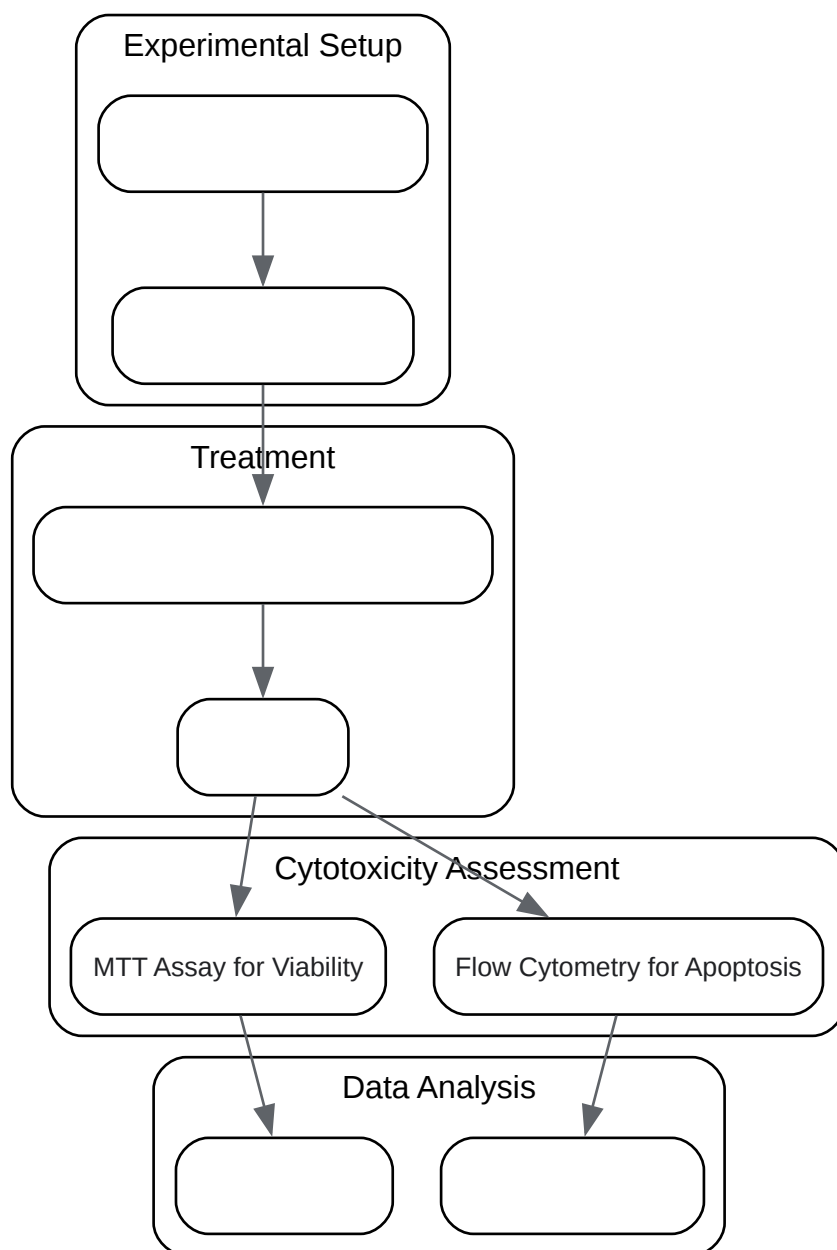 Experimental Setup
Treatment
Cytotoxicity Assessment
MTT Assay for Viability
Flow Cytometry for Apoptosis
Data Analysis